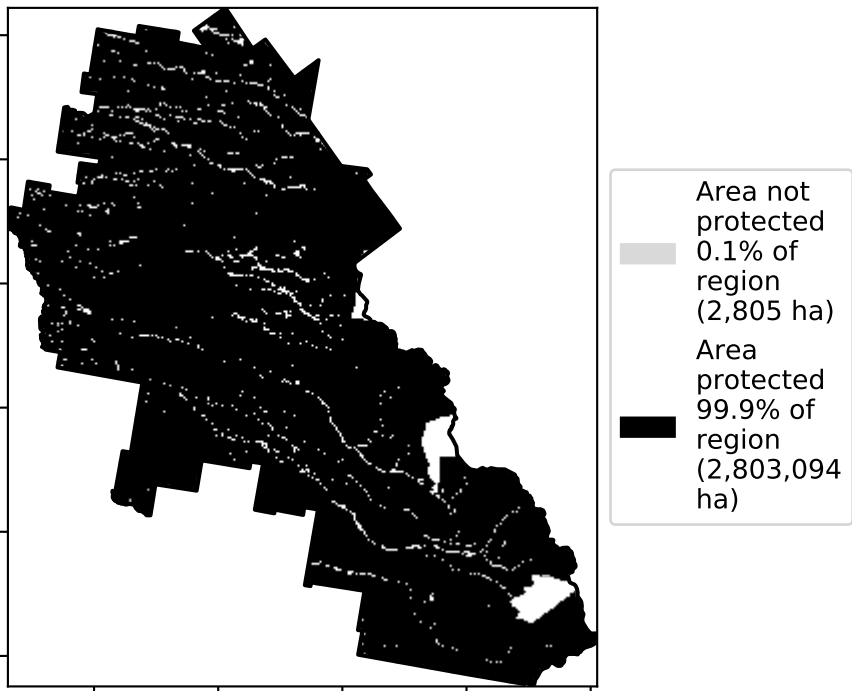 Area not
protected
0.1% of
region
(2,805 ha)
Area
protected
99.9% of
region
(2,803,094
ha)